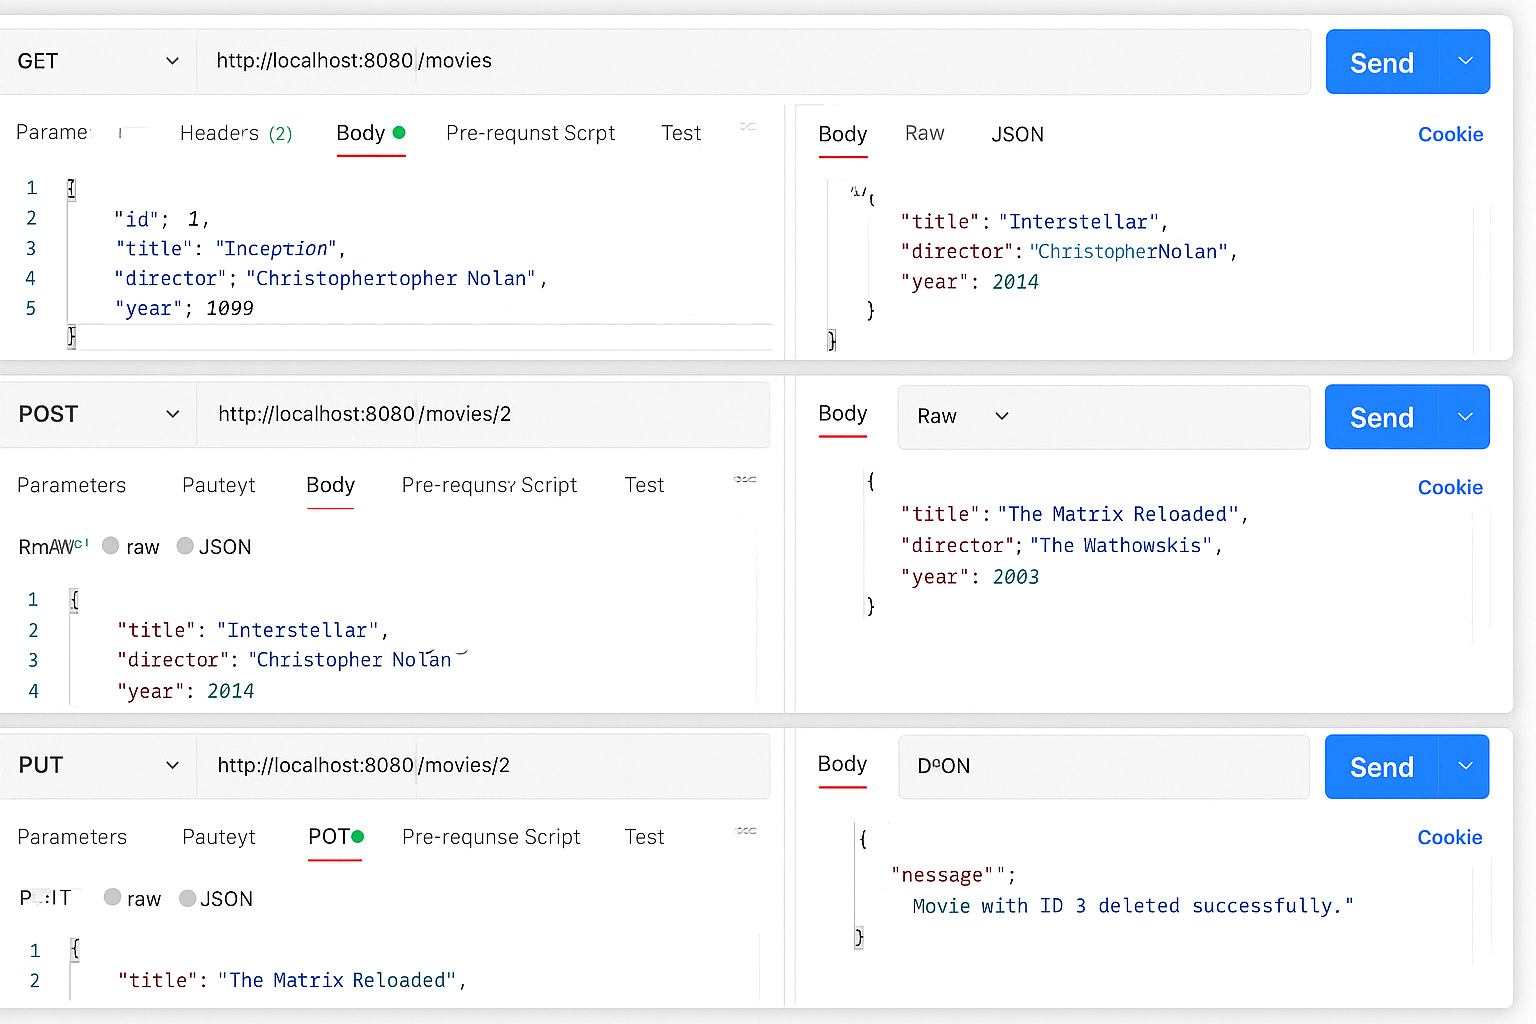 GET http://localhost:8080/movies Send
Parame Headers (2) Body Pre-requnst Scrpt Test
Body Raw JSON Cookie
1 {
2 "id"; 1,
3 "title": "Inception",
4 "director"; "Christophertopher Nolan",
5 "year"; 1099
}
{
"title": "Interstellar",
"director": "ChristopherNolan",
"year": 2014
}
}
POST http://localhost:8080/movies/2
Body Raw Send
Parameters Pauteyt Body Pre-requnsr Script Test
Cookie
raw JSON
1 {
2 "title": "Interstellar",
3 "director": "Christopher Nolan
4 "year": 2014
{
"title": "The Matrix Reloaded",
"director"; "The Wathowskis",
"year": 2003
}
PUT http://localhost:8080/movies/2
Body DºON Send
Parameters Pauteyt POT Pre-requnse Script Test
Cookie
raw JSON
1 {
2 "title": "The Matrix Reloaded",
{
"nessage"";
Movie with ID 3 deleted successfully."
}